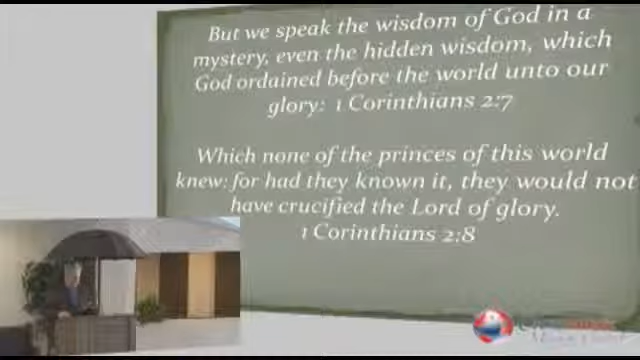 But we speak the wisdom of God in a
mystery, even the hidden wisdom, which
God ordained before the world unto our
glory: 1 Corinthians 2:7
Which none of the princes of this world
knew: for had they known it, they would not
have crucified the Lord of glory.
1 Corinthians 2:8